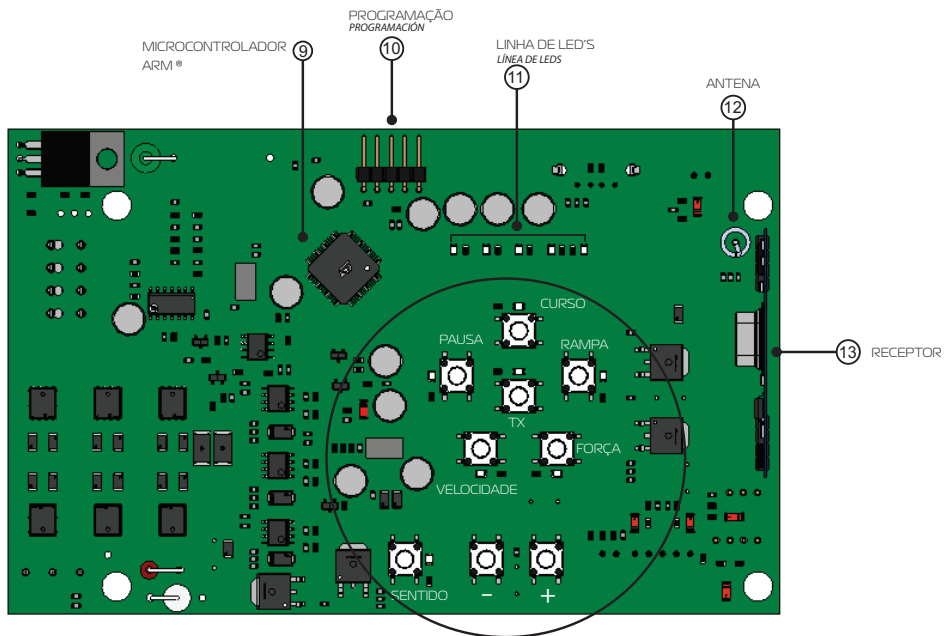 PROGRAMAÇÃO
PROGRAMACIÓN
10
MICROCONTROLADOR
ARM ®
9
LINHA DE LED'S
LÍNEA DE LEDS
11
ANTENA
12
13 RECEPTOR
CURSO
PAUSA
RAMPA
TX
FORÇA
VELOCIDADE
SENTIDO
-
+